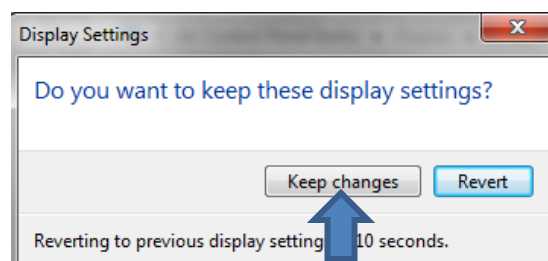 Display Settings
Do you want to keep these display settings?
Keep changes Revert
Reverting to previous display setting 10 seconds.